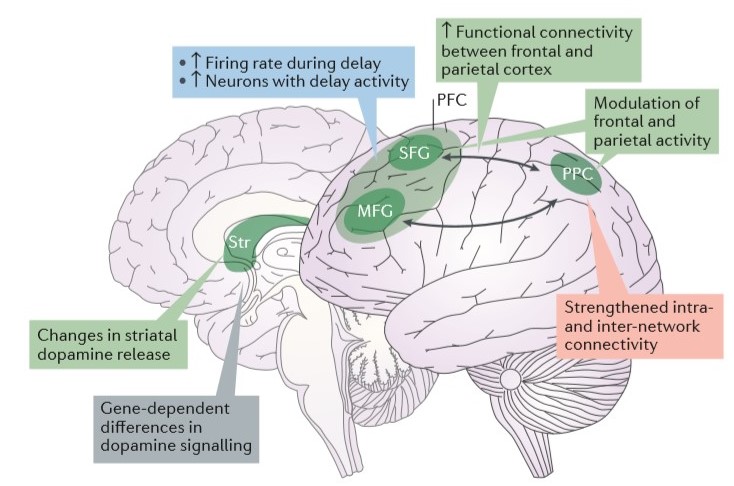 ↑ Functional connectivity
between frontal and
parietal cortex
• ↑ Firing rate during delay
• ↑ Neurons with delay activity
PFC
Modulation of
frontal and
parietal activity
SFG
PPC
MFG
Str
Strengthened intra-
and inter-network
connectivity
Changes in striatal
dopamine release
Gene-dependent
differences in
dopamine signalling